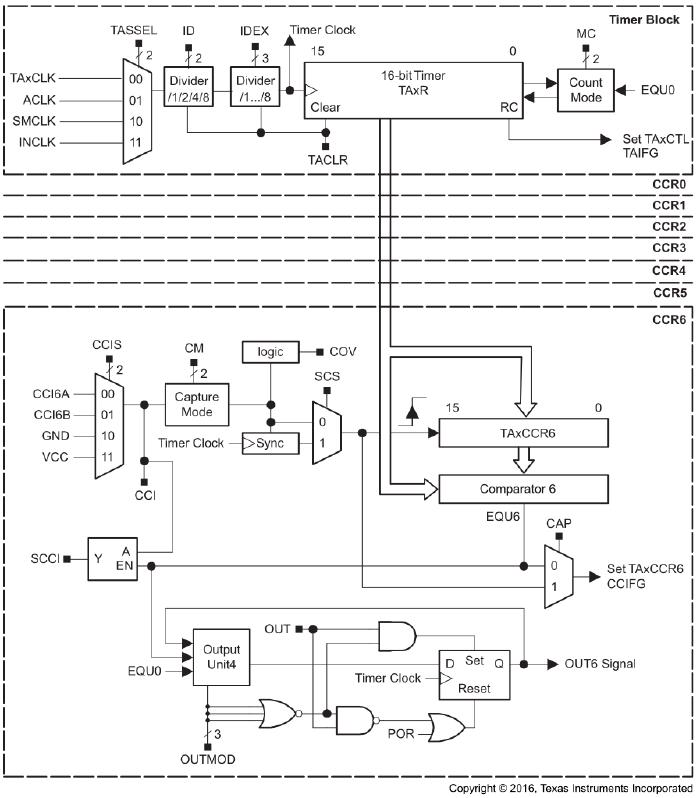 Timer Block
TASSEL
ID
IDEX
Timer Clock
15
0
MC
2
2
3
2
TAxCLK
00
ACLK
01
SMCLK
10
INCLK
11
Divider
/1/2/4/8
Divider
/1.../8
16-bit Timer
TAxR
Clear
RC
Count
Mode
EQU0
Set TAxCTL
TAIFG
TACLR
CCR0
CCR1
CCR2
CCR3
CCR4
CCR5
CCR6
CCIS
CM
logic
COV
2
2
SCS
CCI6A
00
CCI6B
01
GND
10
VCC
11
Capture
Mode
0
1
Timer Clock
Sync
15
0
TAxCCR6
CCI
Comparator 6
EQU6
CAP
SCCI
Y
A
EN
0
1
Set TAxCCR6
CCIFG
OUT
Output
Unit4
EQU0
D
Set
Q
OUT6 Signal
Timer Clock
Reset
POR
3
OUTMOD
Copyright © 2016, Texas Instruments Incorporated